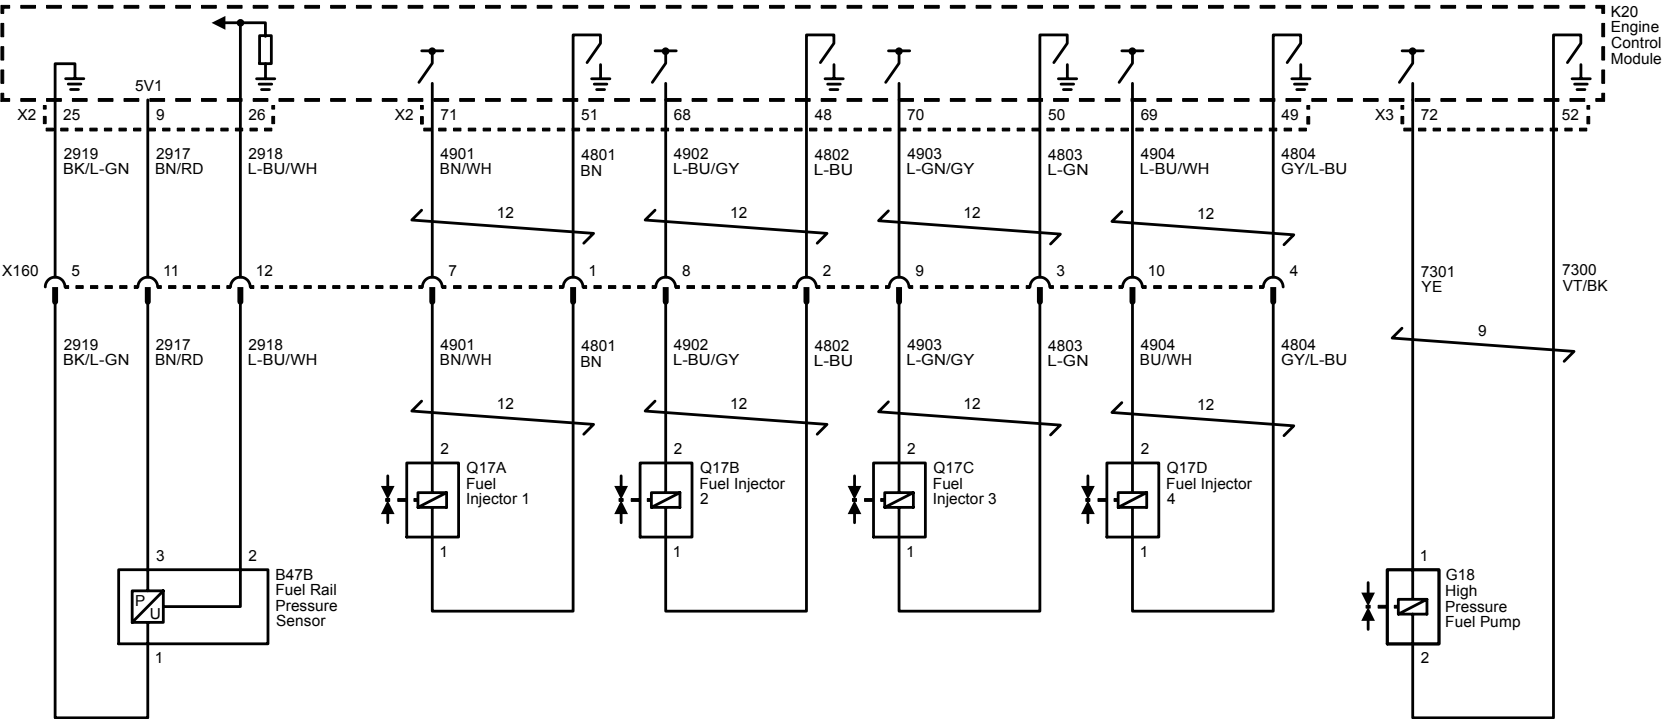 K20
Engine
Control
Module
5V1
X2 25 9 26 X2 71 51 68 48 70 50 69 49 X3 72 52
2919 2917 2918 4901 4801 4902 4802 4903 4803 4904 4804
BK/L-GN BN/RD L-BU/WH BN/WH BN L-BU/GY L-BU L-GN/GY L-GN L-BU/WH GY/L-BU
12 12 12 12
X160 5 11 12 7 1 8 2 9 3 10 4 7301 7300
YE VT/BK
9
2919 2917 2918 4901 4801 4902 4802 4903 4803 4904 4804
BK/L-GN BN/RD L-BU/WH BN/WH BN L-BU/GY L-BU L-GN/GY L-GN BU/WH GY/L-BU
12 12 12 12
2 2 2 2
Q17A Q17B Q17C Q17D
Fuel Fuel Injector Fuel Fuel Injector
Injector 1 2 Injector 3 4
1 1 1 1
3 2 1
B47B G18
Fuel Rail High
Pressure Pressure
Sensor Fuel Pump
P
U
1 2